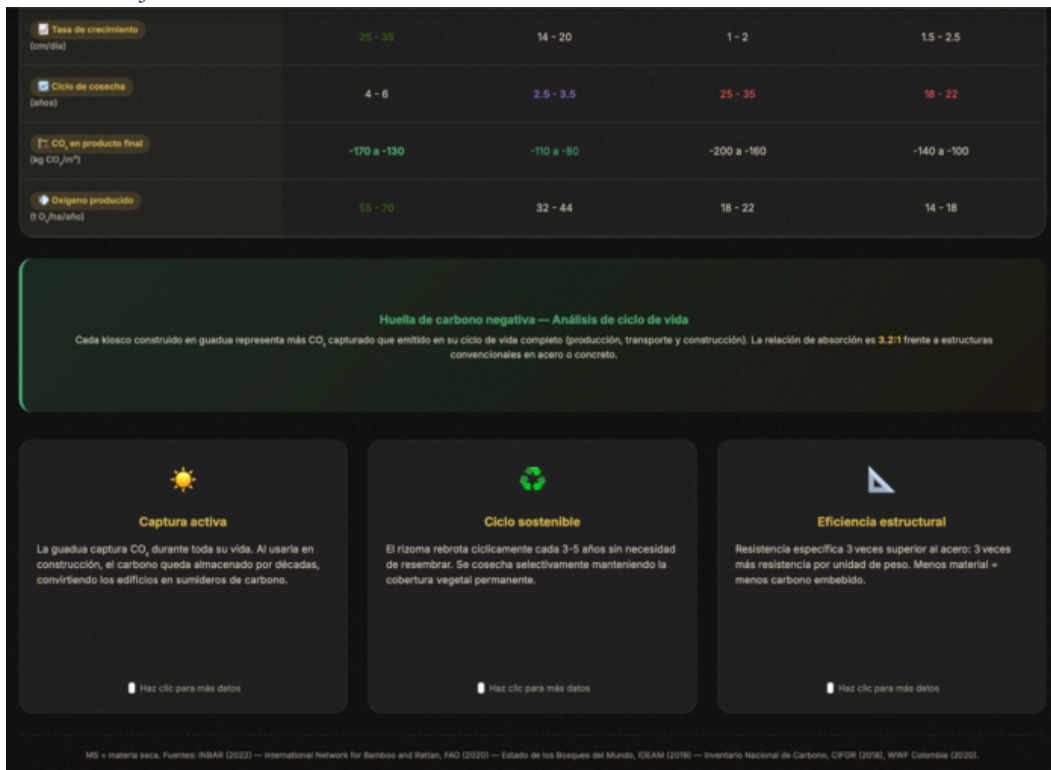 Tasa de crecimiento
(cm/día)
25 - 35
14 - 20
1 - 2
1.5 - 2.5
Ciclo de cosecha
(años)
4 - 6
2.5 - 3.5
25 - 35
18 - 22
CO₂ en producto final
(kg CO₂/m³)
-170 a -130
-110 a -80
-200 a -160
-140 a -100
Oxígeno producido
(t O₂/ha/año)
55 - 70
32 - 44
18 - 22
14 - 18
Huella de carbono negativa — Análisis de ciclo de vida
Cada kiosco construido en guadua representa más CO₂ capturado que emitido en su ciclo de vida completo (producción, transporte y construcción). La relación de absorción es 3.2:1 frente a estructuras
convencionales en acero o concreto.
Captura activa
La guadua captura CO₂ durante toda su vida. Al usarla en
construcción, el carbono queda almacenado por décadas,
convirtiendo los edificios en sumideros de carbono.
Haz clic para más datos
Ciclo sostenible
El rizoma rebrota cíclicamente cada 3-5 años sin necesidad
de resembrar. Se cosecha selectivamente manteniendo la
cobertura vegetal permanente.
Haz clic para más datos
Eficiencia estructural
Resistencia específica 3 veces superior al acero: 3 veces
más resistencia por unidad de peso. Menos material =
menos carbono embebido.
Haz clic para más datos
MS = materia seca. Fuentes: INBAR (2022) — International Network for Bamboo and Rattan, FAO (2020) — Estado de los Bosques del Mundo, IDEAM (2019) — Inventario Nacional de Carbono, CIFOR (2018), WWF Colombia (2020).